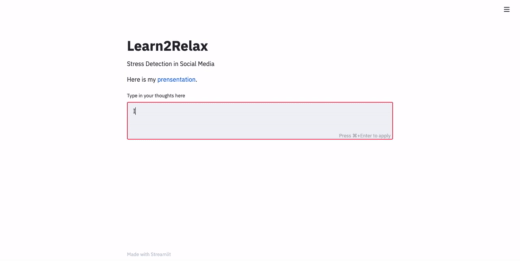 Learn2Relax
Stress Detection in Social Media
Here is my prensentation.
Type in your thoughts here
I
Press ⌘+Enter to apply
Made with Streamlit